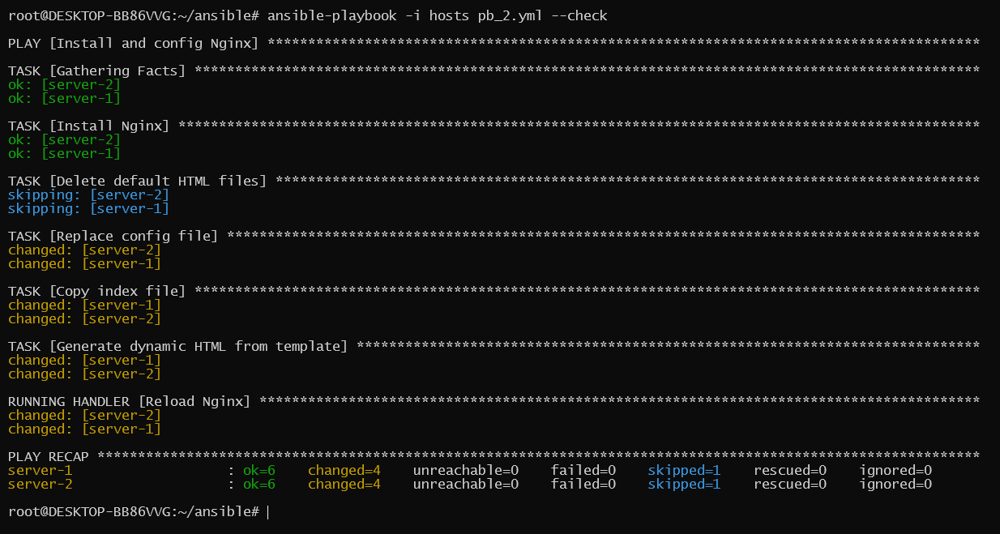 root@DESKTOP-BB86VVG:~/ansible# ansible-playbook -i hosts pb_2.yml --check
PLAY [Install and config Nginx] ****************************************************************************************
TASK [Gathering Facts] *************************************************************************************************
ok: [server-2]
ok: [server-1]
TASK [Install Nginx] ***************************************************************************************************
ok: [server-2]
ok: [server-1]
TASK [Delete default HTML files] ***************************************************************************************
skipping: [server-2]
skipping: [server-1]
TASK [Replace config file] *********************************************************************************************
changed: [server-2]
changed: [server-1]
TASK [Copy index file] *************************************************************************************************
changed: [server-1]
changed: [server-2]
TASK [Generate dynamic HTML from template] *****************************************************************************
changed: [server-1]
changed: [server-2]
RUNNING HANDLER [Reload Nginx] *****************************************************************************************
changed: [server-2]
changed: [server-1]
PLAY RECAP *************************************************************************************************************
server-1                   : ok=6    changed=4    unreachable=0    failed=0    skipped=1    rescued=0    ignored=0
server-2                   : ok=6    changed=4    unreachable=0    failed=0    skipped=1    rescued=0    ignored=0
root@DESKTOP-BB86VVG:~/ansible#